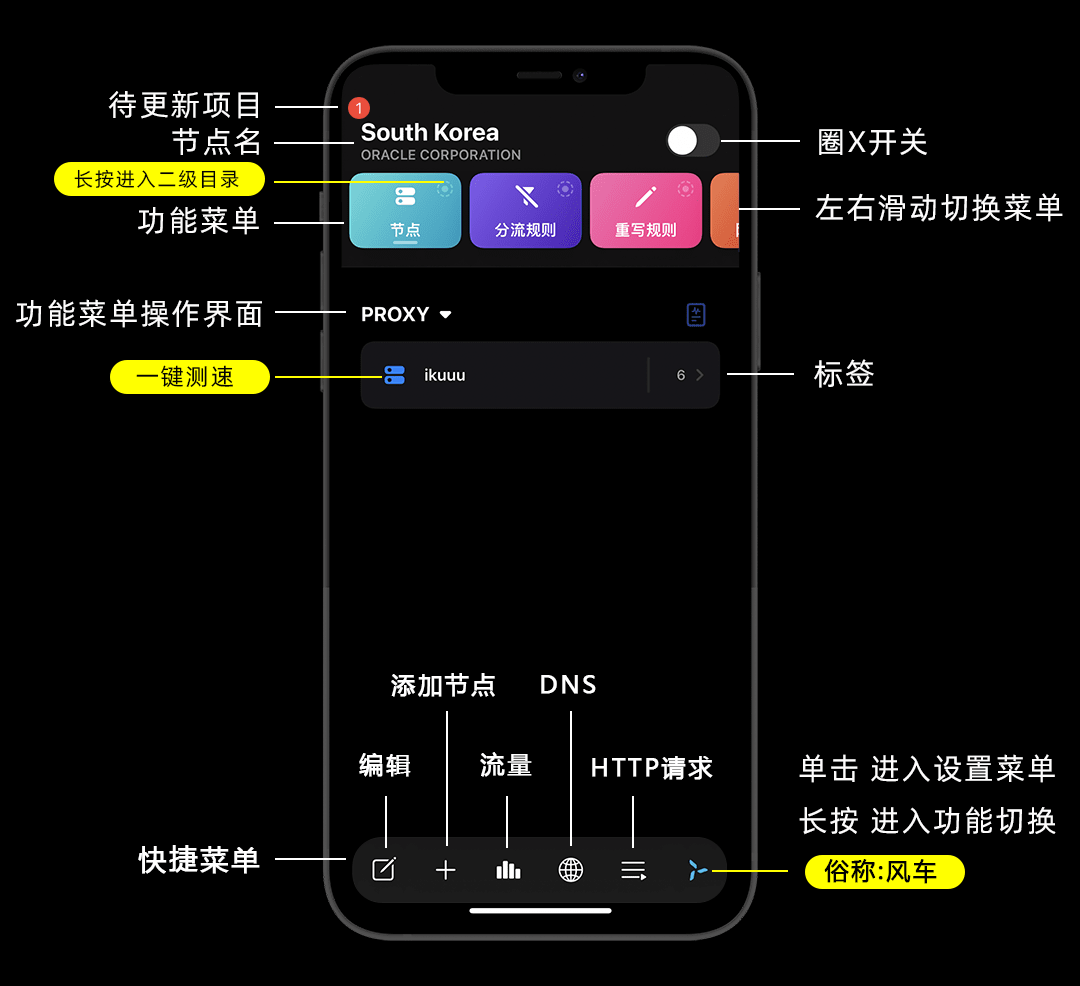 待更新项目
1
节点名
South Korea
ORACLE CORPORATION
圈X开关
长按进入二级目录
功能菜单
节点
分流规则
重写规则
左右滑动切换菜单
功能菜单操作界面
PROXY
一键测速
ikuuu
6
标签
添加节点
DNS
编辑
流量
HTTP请求
单击 进入设置菜单
长按 进入功能切换
快捷菜单
俗称:风车